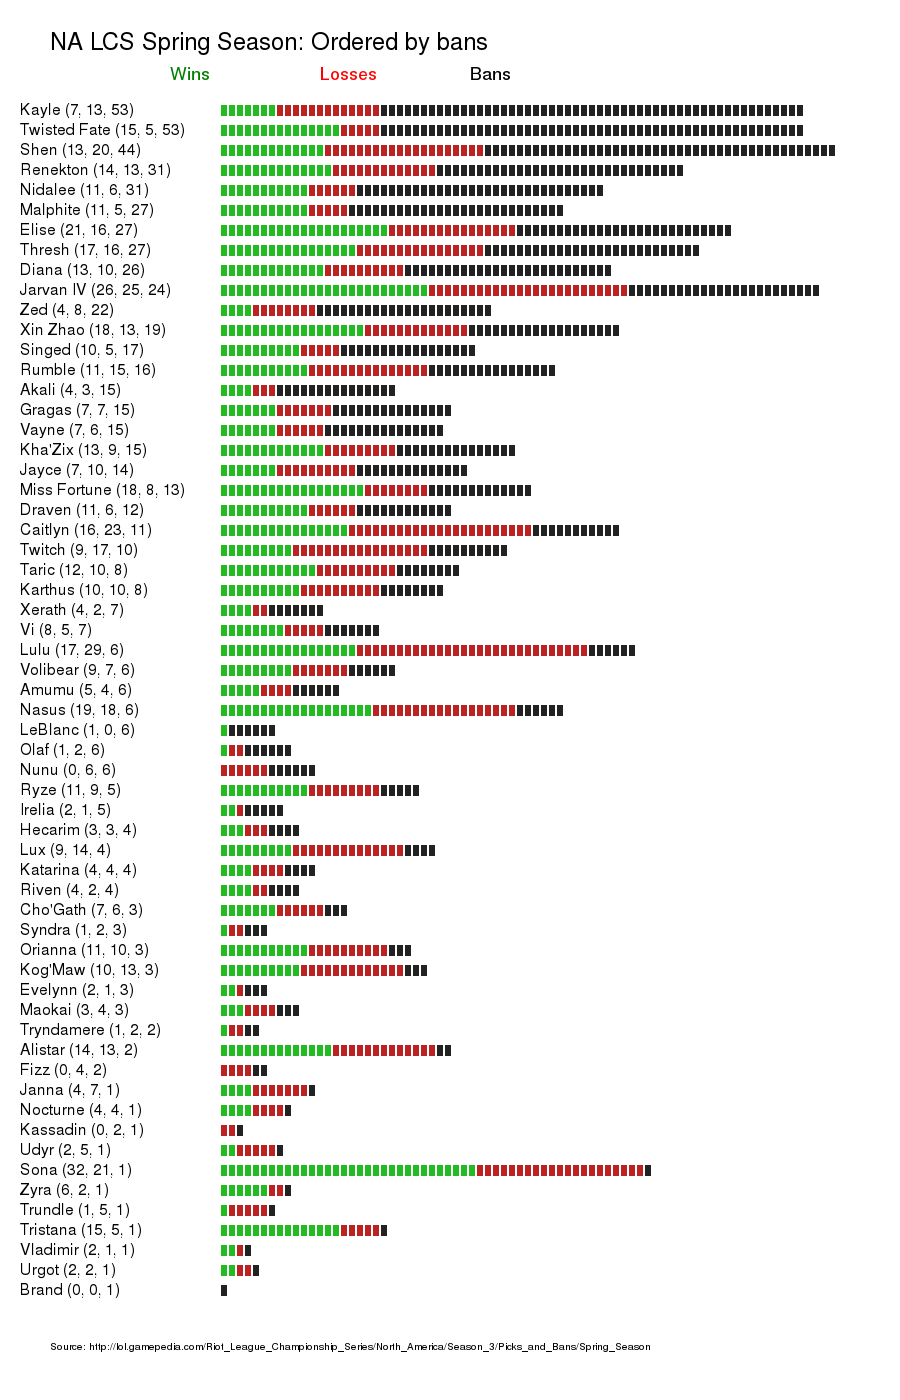 NA LCS Spring Season: Ordered by bans
Wins Losses Bans
Kayle (7, 13, 53)
Twisted Fate (15, 5, 53)
Shen (13, 20, 44)
Renekton (14, 13, 31)
Nidalee (11, 6, 31)
Malphite (11, 5, 27)
Elise (21, 16, 27)
Thresh (17, 16, 27)
Diana (13, 10, 26)
Jarvan IV (26, 25, 24)
Zed (4, 8, 22)
Xin Zhao (18, 13, 19)
Singed (10, 5, 17)
Rumble (11, 15, 16)
Akali (4, 3, 15)
Gragas (7, 7, 15)
Vayne (7, 6, 15)
Kha'Zix (13, 9, 15)
Jayce (7, 10, 14)
Miss Fortune (18, 8, 13)
Draven (11, 6, 12)
Caitlyn (16, 23, 11)
Twitch (9, 17, 10)
Taric (12, 10, 8)
Karthus (10, 10, 8)
Xerath (4, 2, 7)
Vi (8, 5, 7)
Lulu (17, 29, 6)
Volibear (9, 7, 6)
Amumu (5, 4, 6)
Nasus (19, 18, 6)
LeBlanc (1, 0, 6)
Olaf (1, 2, 6)
Nunu (0, 6, 6)
Ryze (11, 9, 5)
Irelia (2, 1, 5)
Hecarim (3, 3, 4)
Lux (9, 14, 4)
Katarina (4, 4, 4)
Riven (4, 2, 4)
Cho'Gath (7, 6, 3)
Syndra (1, 2, 3)
Orianna (11, 10, 3)
Kog'Maw (10, 13, 3)
Evelynn (2, 1, 3)
Maokai (3, 4, 3)
Tryndamere (1, 2, 2)
Alistar (14, 13, 2)
Fizz (0, 4, 2)
Janna (4, 7, 1)
Nocturne (4, 4, 1)
Kassadin (0, 2, 1)
Udyr (2, 5, 1)
Sona (32, 21, 1)
Zyra (6, 2, 1)
Trundle (1, 5, 1)
Tristana (15, 5, 1)
Vladimir (2, 1, 1)
Urgot (2, 2, 1)
Brand (0, 0, 1)
Source: http://lol.gamepedia.com/Riot_League_Championship_Series/North_America/Season_3/Picks_and_Bans/Spring_Season